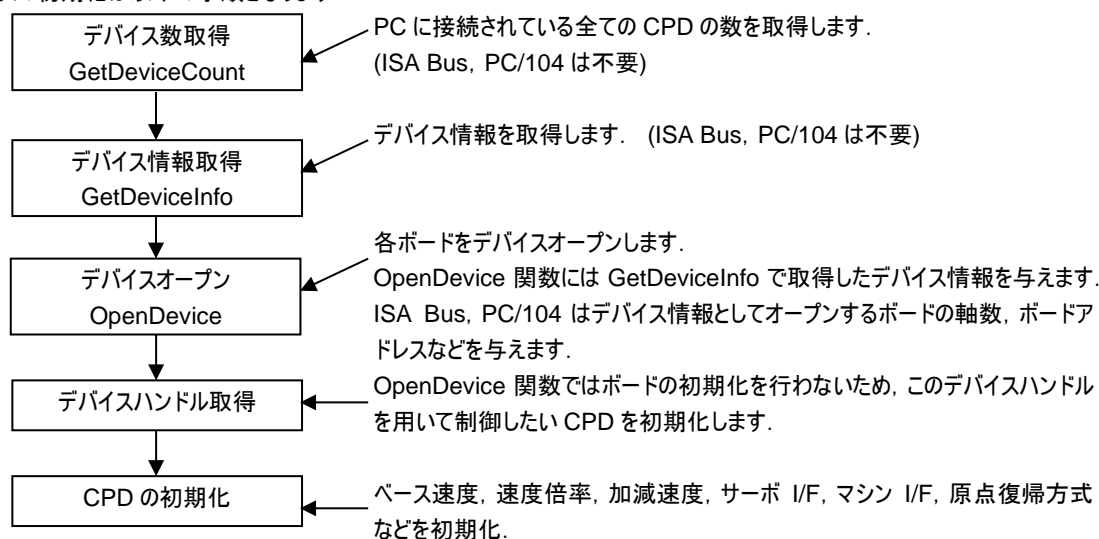 デバイス数取得
GetDeviceCount
PC に接続されている全ての CPD の数を取得します.
(ISA Bus, PC/104 は不要)
デバイス情報取得
GetDeviceInfo
デバイス情報を取得します. (ISA Bus, PC/104 は不要)
デバイスオープン
OpenDevice
各ボードをデバイスオープンします.
OpenDevice 関数には GetDeviceInfo で取得したデバイス情報を与えます.
ISA Bus, PC/104 はデバイス情報としてオープンするボードの軸数, ボードア
ドレスなどを与えます.
デバイスハンドル取得
OpenDevice 関数ではボードの初期化を行わないため, このデバイスハンドル
を用いて制御したい CPD を初期化します.
CPD の初期化
ベース速度, 速度倍率, 加減速度, サーボ I/F, マシン I/F, 原点復帰方式
などを初期化.